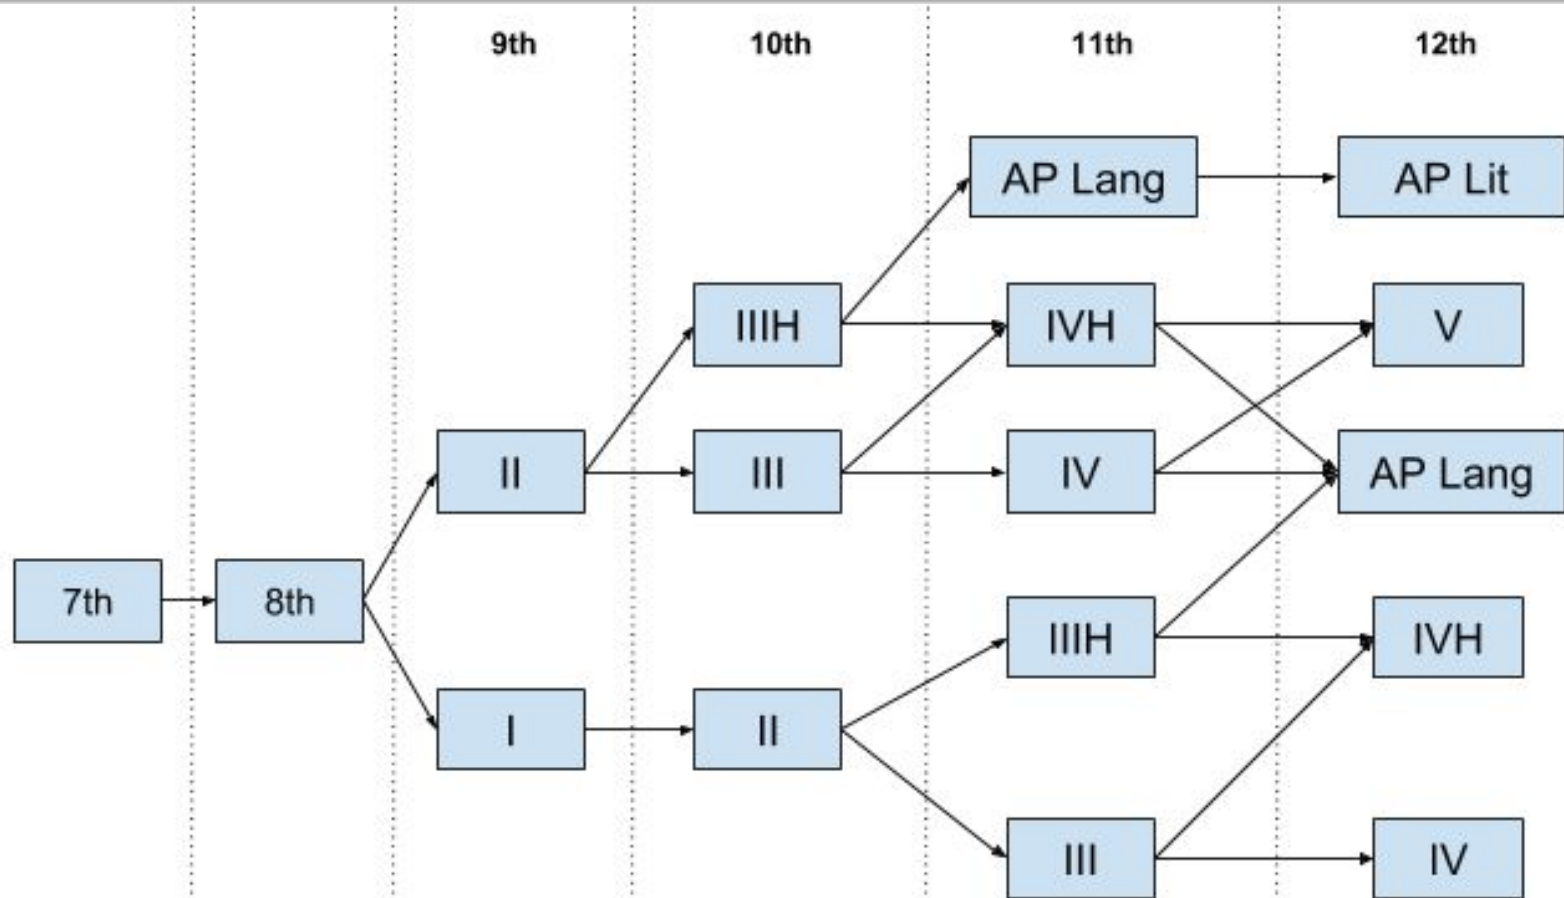 9th
10th
11th
12th
AP Lang
AP Lit
IIIH
IVH
V
II
III
IV
AP Lang
7th
8th
IIIH
IVH
I
II
III
IV